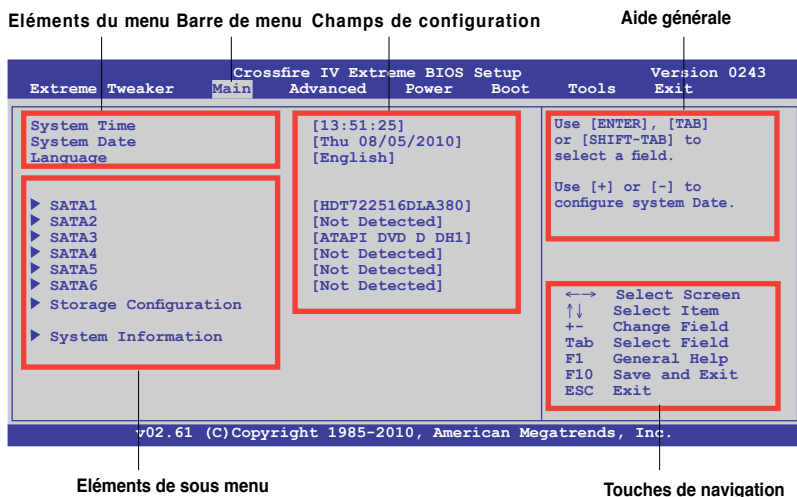 Eléments du menu Barre de menu Champs de configuration Aide générale
Crossfire IV Extreme BIOS Setup Version 0243
Extreme Tweaker Main Advanced Power Boot Tools Exit
System Time [13:51:25]
System Date [Thu 08/05/2010]
Language [English]
SATA1 [HDT722516DLA380]
SATA2 [Not Detected]
SATA3 [ATAPI DVD D DH1]
SATA4 [Not Detected]
SATA5 [Not Detected]
SATA6 [Not Detected]
Storage Configuration
System Information
Use [ENTER], [TAB]
or [SHIFT-TAB] to
select a field.
Use [+] or [-] to
configure system Date.
←→ Select Screen
↑↓ Select Item
+- Change Field
Tab Select Field
F1 General Help
F10 Save and Exit
ESC Exit
v02.61 (C)Copyright 1985-2010, American Megatrends, Inc.
Eléments de sous menu Touches de navigation